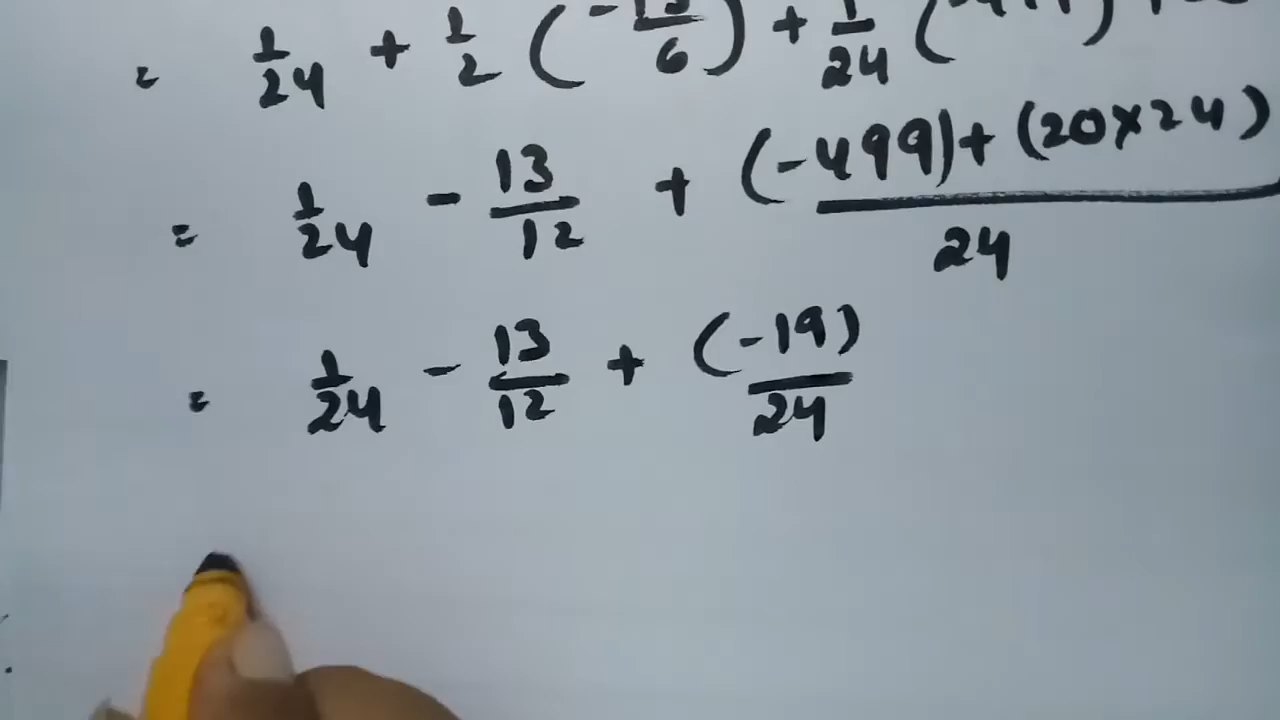 = 1/24 + 1/2 (-13/6) + 1/24 (
= 1/24 - 13/12 + (-499) + (20×24) / 24
= 1/24 - 13/12 + (-19)/24